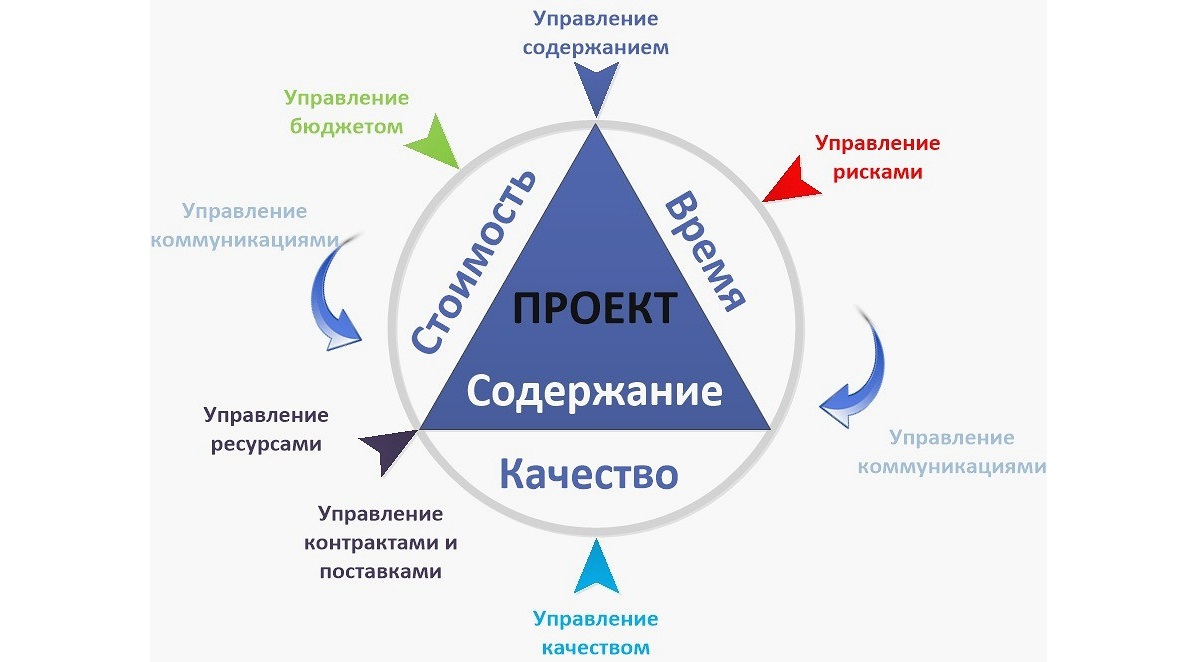 Управление
содержанием
Управление
бюджетом
Управление
рисками
Управление
коммуникациями
Стоимость
Время
ПРОЕКТ
Содержание
Качество
Управление
ресурсами
Управление
коммуникациями
Управление
контрактами и
поставками
Управление
качеством